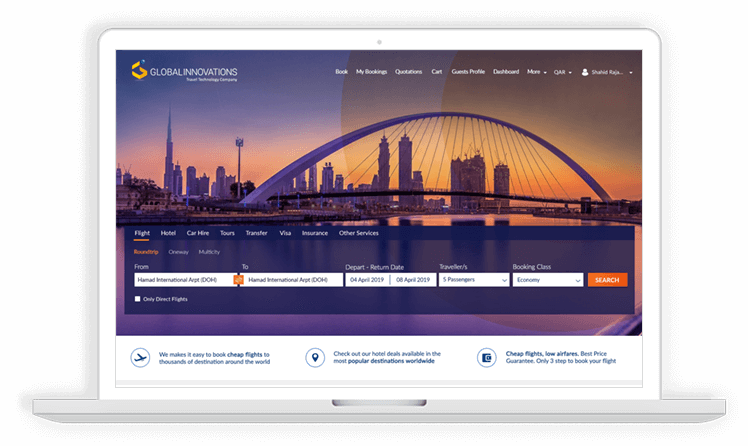 GLOBALINNOVATIONS
Travel Technology Company
Book My Bookings Quotations Cart Guests Profile Dashboard More QAR Shahid Raja...
Flight Hotel Car Hire Tours Transfer Visa Insurance Other Services
Roundtrip Oneway Multicity
From To Depart - Return Date Traveller/s Booking Class
Hamad International Arpt (DOH) Hamad International Arpt (DOH) 04 April 2019 08 April 2019 5 Passengers Economy SEARCH
Only Direct Flights
We makes it easy to book cheap flights to
thousands of destination around the world
Check out our hotel deals available in the
most popular destinations worldwide
Cheap flights, low airfares. Best Price
Guarantee. Only 3 step to book your flight